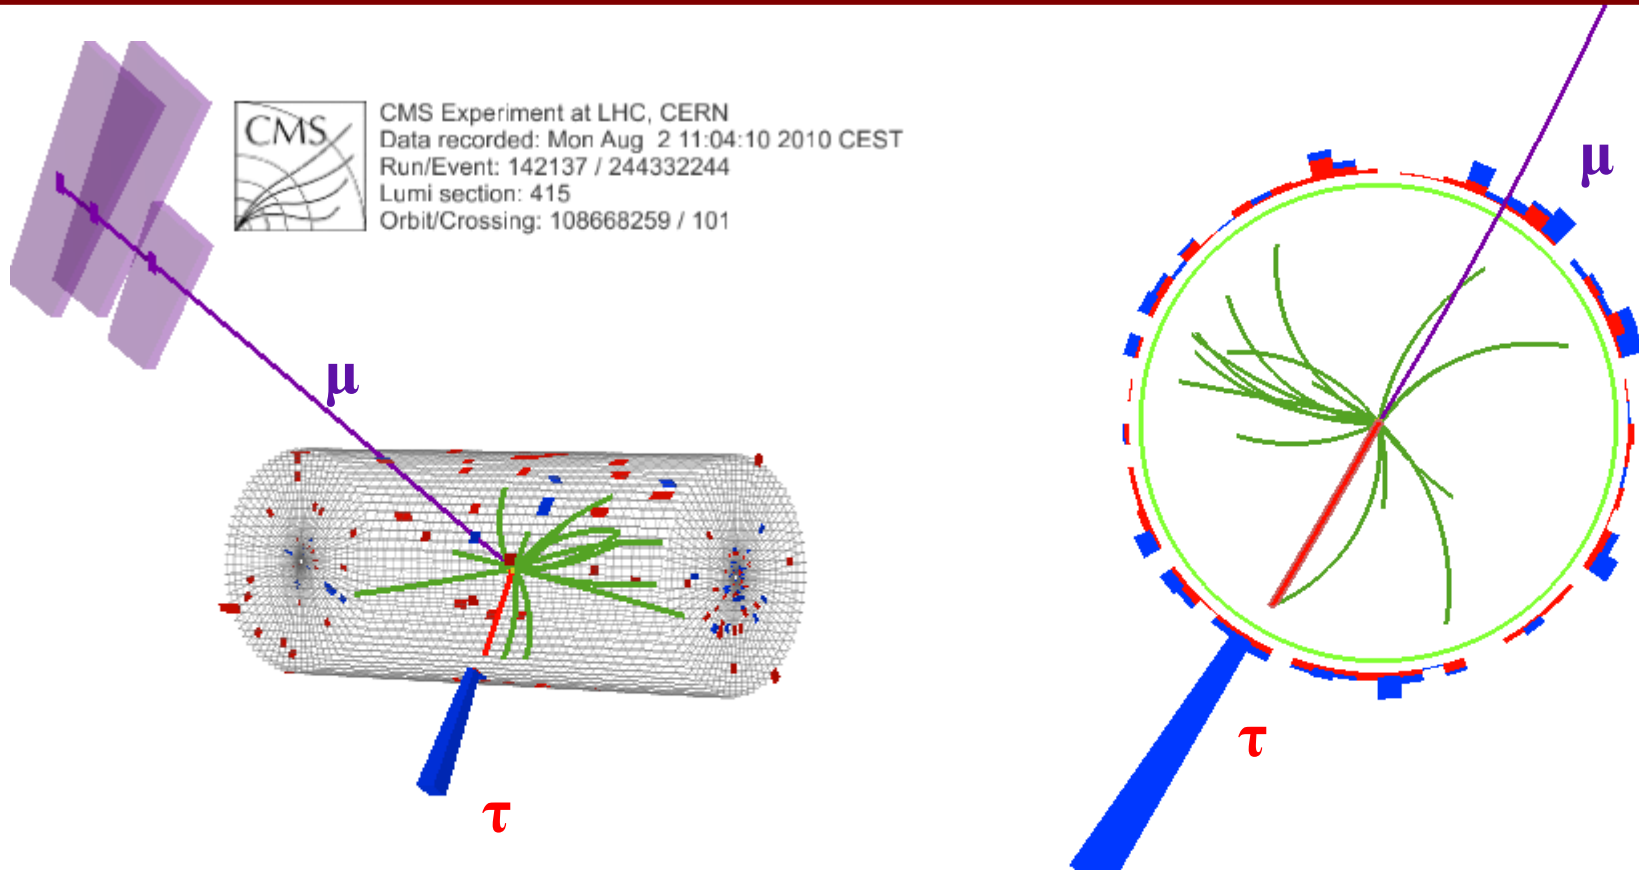 CMS
CMS Experiment at LHC, CERN
Data recorded: Mon Aug  2 11:04:10 2010 CEST
Run/Event: 142137 / 244332244
Lumi section: 415
Orbit/Crossing: 108668259 / 101
μ
μ
τ
τ